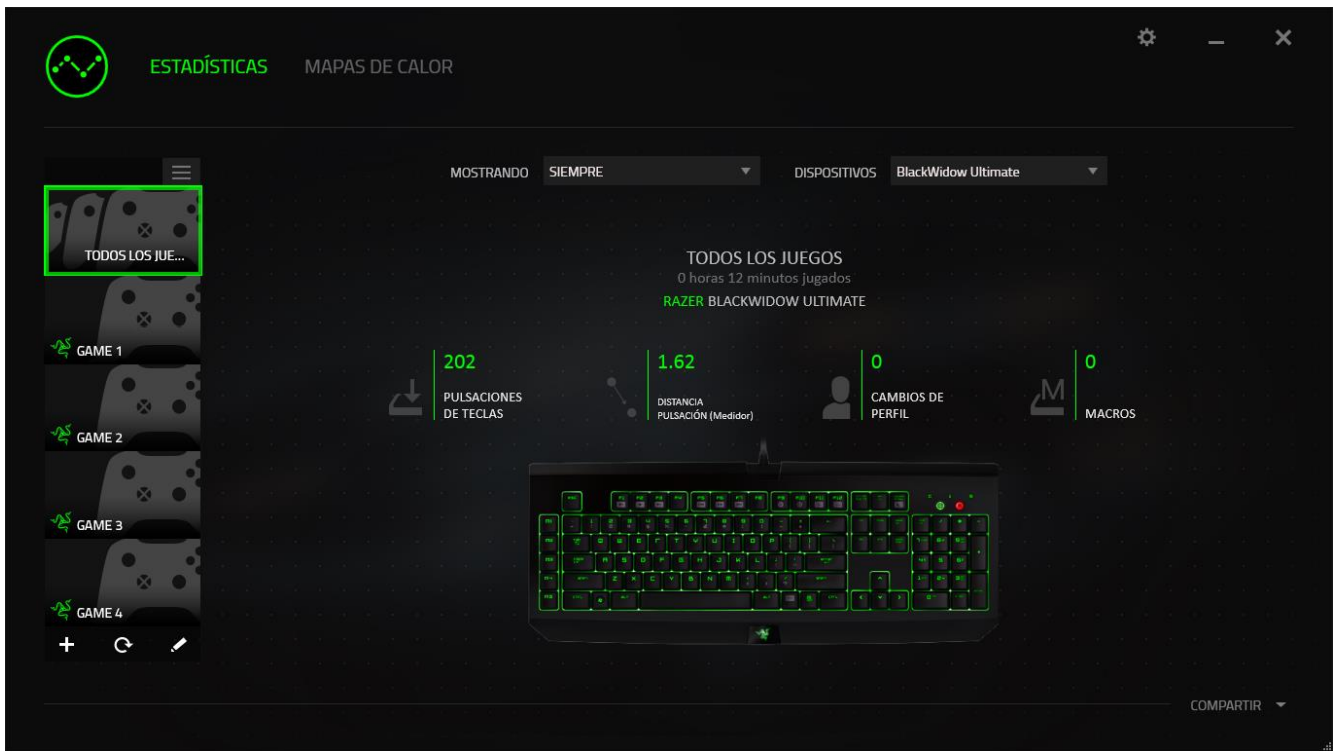 ESTADÍSTICAS MAPAS DE CALOR
MOSTRANDO SIEMPRE DISPOSITIVOS BlackWidow Ultimate
TODOS LOS JUE...
GAME 1
GAME 2
GAME 3
GAME 4
TODOS LOS JUEGOS
0 horas 12 minutos jugados
RAZER BLACKWIDOW ULTIMATE
202
PULSACIONES
DE TECLAS
1.62
DISTANCIA
PULSACIÓN (Medidor)
0
CAMBIOS DE
PERFIL
M
0
MACROS
COMPARTIR